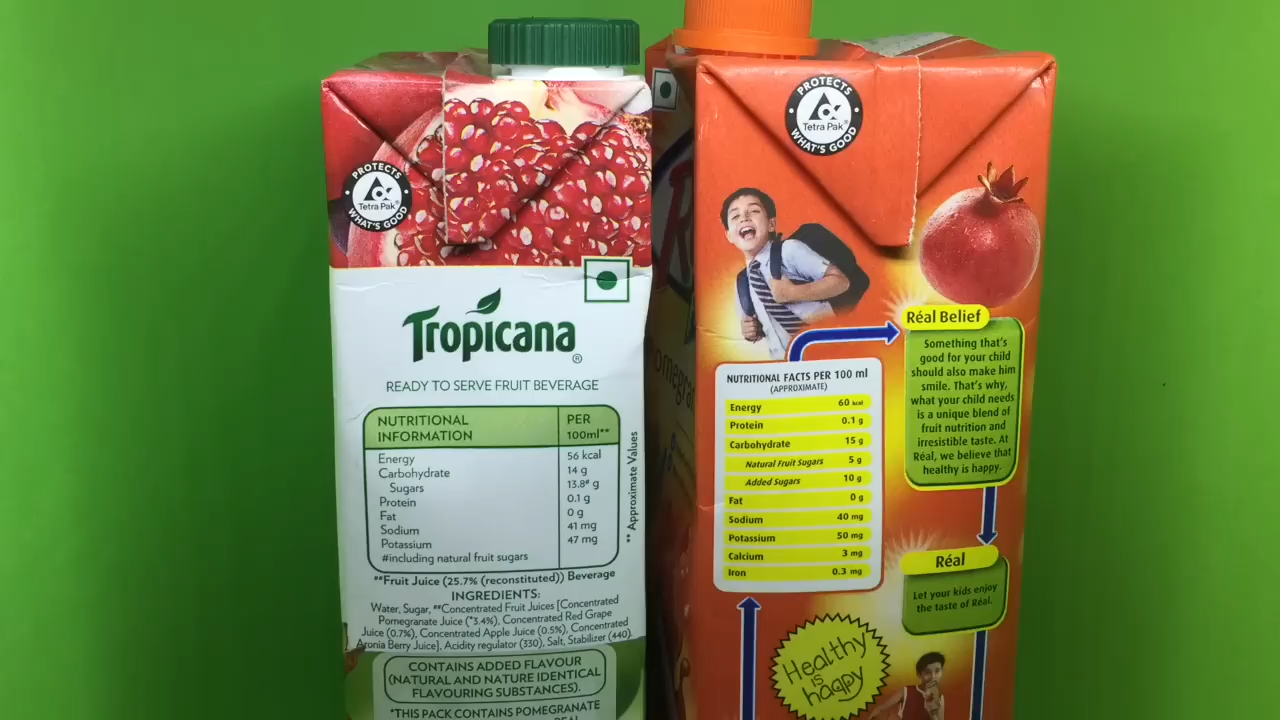 PROTECTS
Tetra Pak®
WHAT'S GOOD
Tropicana®
READY TO SERVE FRUIT BEVERAGE
NUTRITIONAL INFORMATION PER 100ml**
Energy 56 kcal
Carbohydrate 14 g
Sugars 13.8# g
Protein 0.1 g
Fat 0 g
Sodium 41 mg
Potassium 47 mg
#including natural fruit sugars
** Approximate Values
**Fruit Juice (25.7% (reconstituted)) Beverage
INGREDIENTS:
Water, Sugar, **Concentrated Fruit Juices [Concentrated
Pomegranate Juice (*3.4%), Concentrated Red Grape
Juice (0.7%), Concentrated Apple Juice (0.5%), Concentrated
Aronia Berry Juice], Acidity regulator (330), Salt, Stabilizer (440).
CONTAINS ADDED FLAVOUR
(NATURAL AND NATURE IDENTICAL
FLAVOURING SUBSTANCES).
*THIS PACK CONTAINS POMEGRANATE
PROTECTS
Tetra Pak®
WHAT'S GOOD
NUTRITIONAL FACTS PER 100 ml
(APPROXIMATE)
Energy 60 kcal
Protein 0.1 g
Carbohydrate 15 g
Natural Fruit Sugars 5 g
Added Sugars 10 g
Fat 0 g
Sodium 40 mg
Potassium 50 mg
Calcium 3 mg
Iron 0.3 mg
Réal Belief
Something that's
good for your child
should also make him
smile. That's why,
what your child needs
is a unique blend of
fruit nutrition and
irresistible taste. At
Réal, we believe that
healthy is happy.
Réal
Let your kids enjoy
the taste of Réal.
Healthy
is
happy